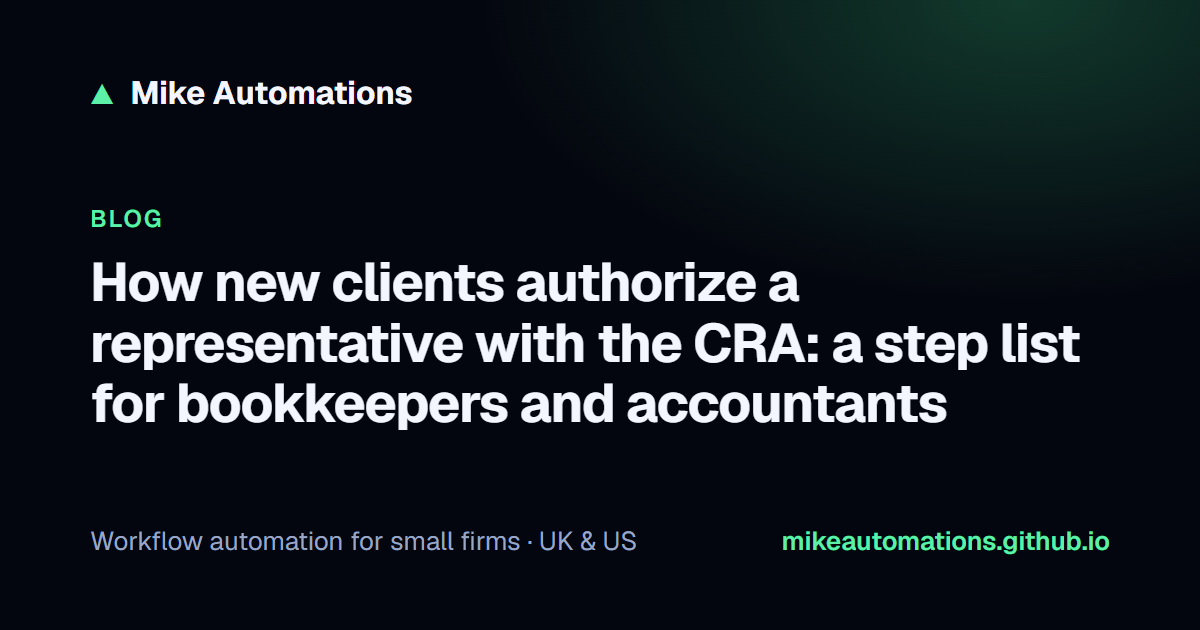 Mike Automations
BLOG
How new clients authorize a
representative with the CRA: a step list
for bookkeepers and accountants
Workflow automation for small firms · UK & US
mikeautomations.github.io